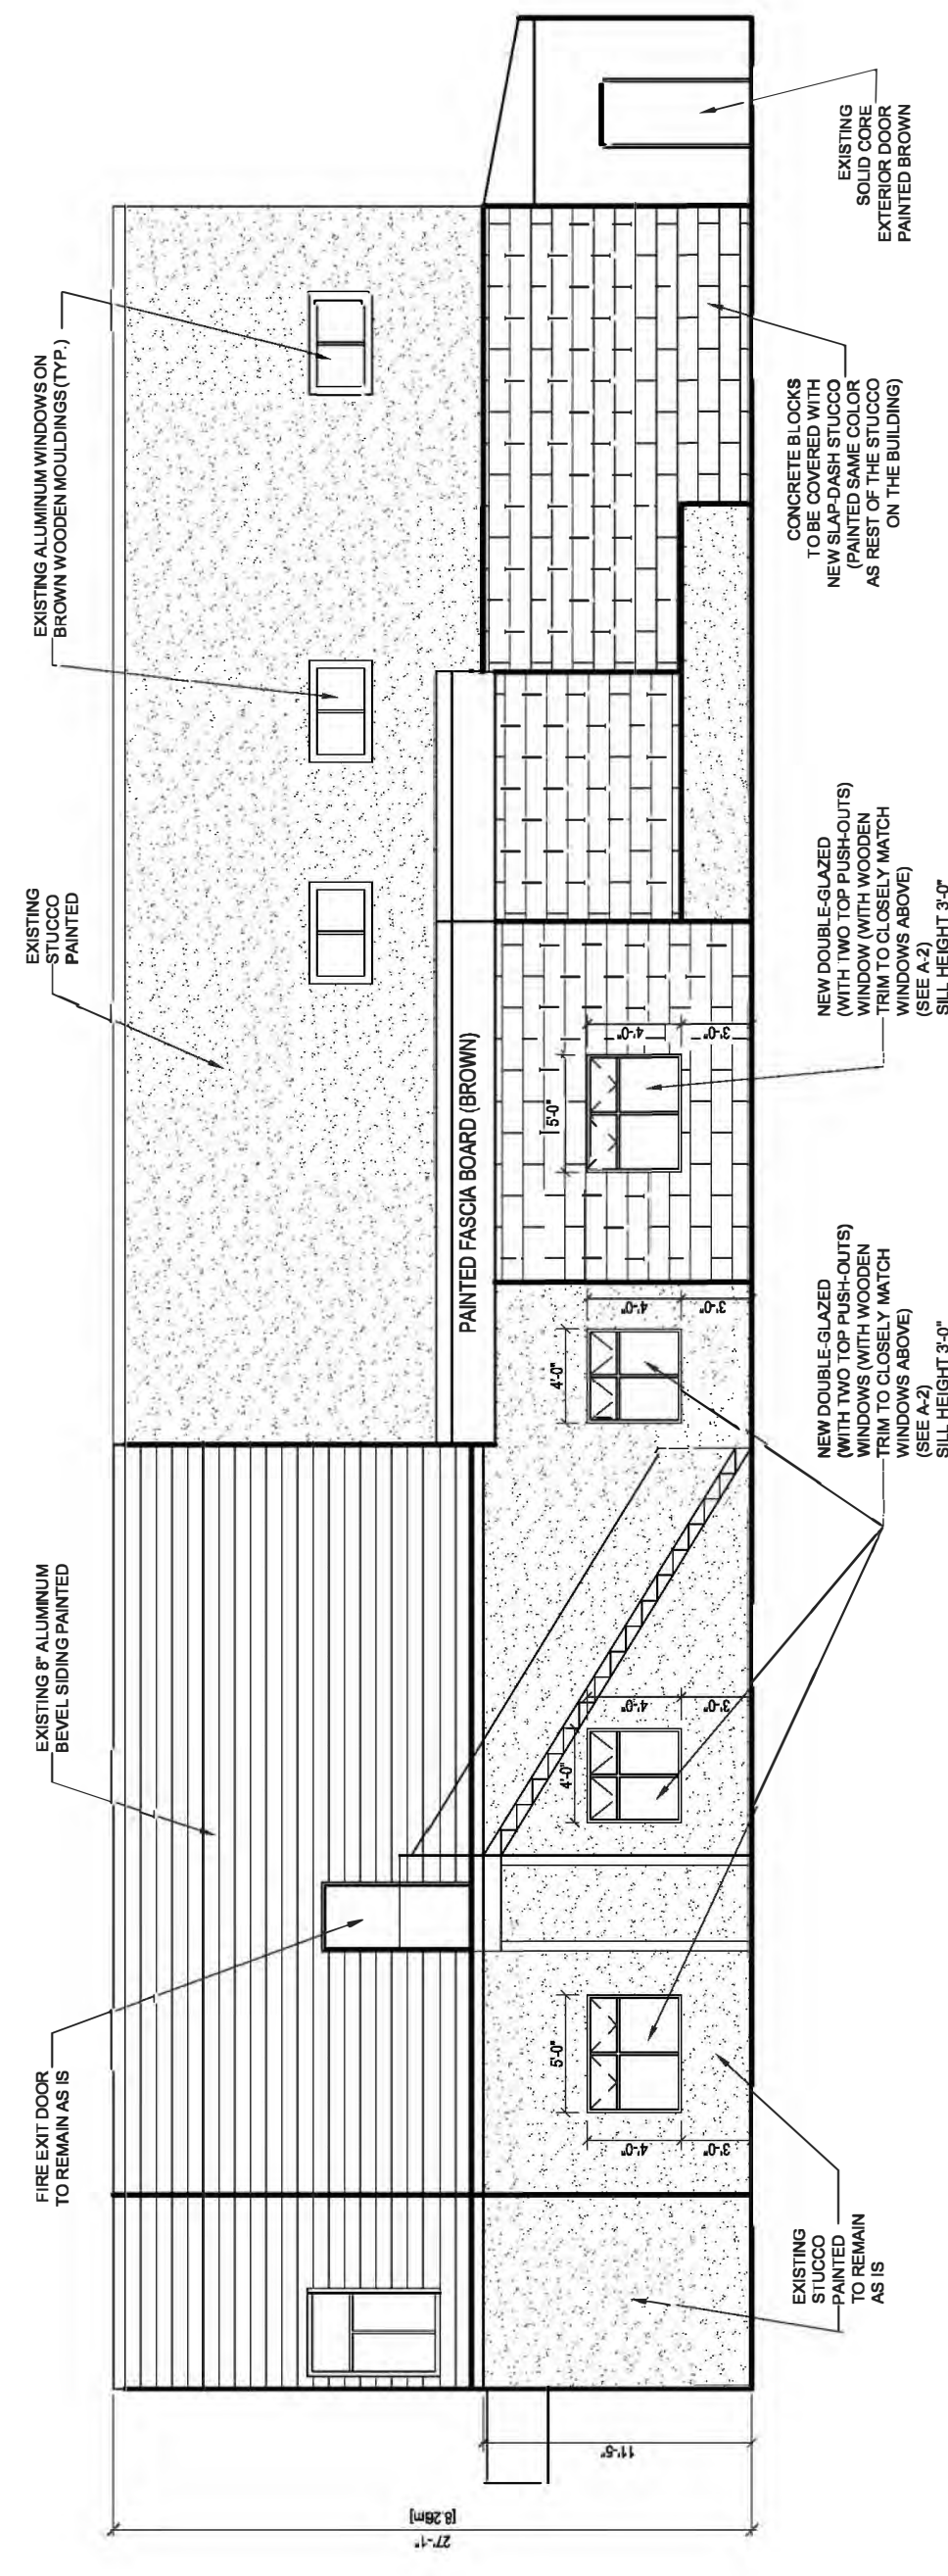 FIRE EXIT DOOR
TO REMAIN AS IS
EXISTING 8" ALUMINUM
BEVEL SIDING PAINTED
EXISTING
STUCCO
PAINTED
EXISTING ALUMINUM WINDOWS ON
BROWN WOODEN MOULDINGS (TYP.)
PAINTED FASCIA BOARD (BROWN)
27'-1"
[8.26m]
11'-5"
5'-0"
4'-0"
3'-0"
4'-0"
4'-0"
3'-0"
4'-0"
4'-0"
3'-0"
5'-0"
4'-0"
3'-0"
EXISTING
STUCCO
PAINTED
TO REMAIN
AS IS
NEW DOUBLE-GLAZED
(WITH TWO TOP PUSH-OUTS)
WINDOWS (WITH WOODEN
TRIM TO CLOSELY MATCH
WINDOWS ABOVE)
(SEE A-2)
SILL HEIGHT 3'-0"
NEW DOUBLE-GLAZED
(WITH TWO TOP PUSH-OUTS)
WINDOW (WITH WOODEN
TRIM TO CLOSELY MATCH
WINDOWS ABOVE)
(SEE A-2)
SILL HEIGHT 3'-0"
CONCRETE BLOCKS
TO BE COVERED WITH
NEW SLAP-DASH STUCCO
(PAINTED SAME COLOR
AS REST OF THE STUCCO
ON THE BUILDING)
EXISTING
SOLID CORE
EXTERIOR DOOR
PAINTED BROWN